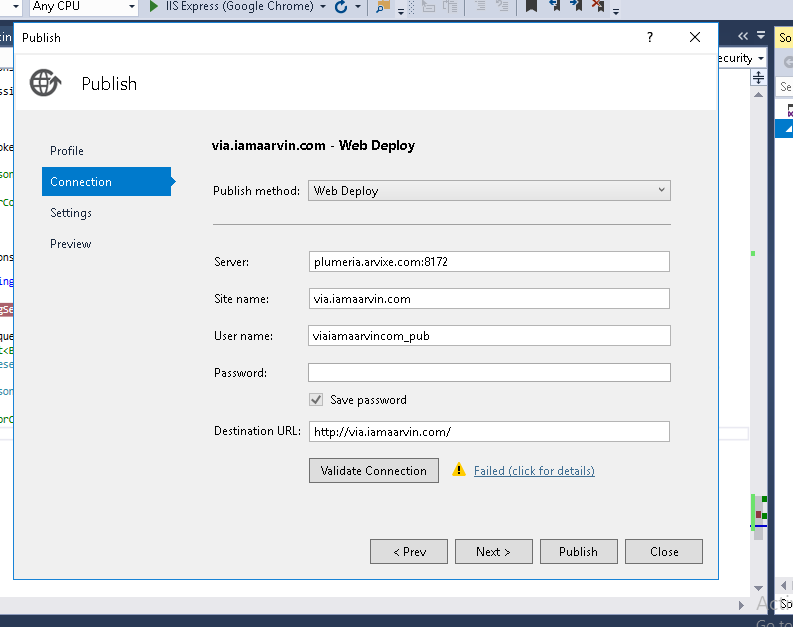 Any CPU
IIS Express (Google Chrome)
Publish
?
So
ecurity
Publish
Se
via.iamaarvin.com - Web Deploy
Profile
Connection
Publish method: Web Deploy
Settings
Preview
Server: plumeria.arvixe.com:8172
Site name: via.iamaarvin.com
User name: viaiamaarvincom_pub
Password:
Save password
Destination URL: http://via.iamaarvin.com/
Validate Connection
Failed (click for details)
< Prev
Next >
Publish
Close
So
Go to